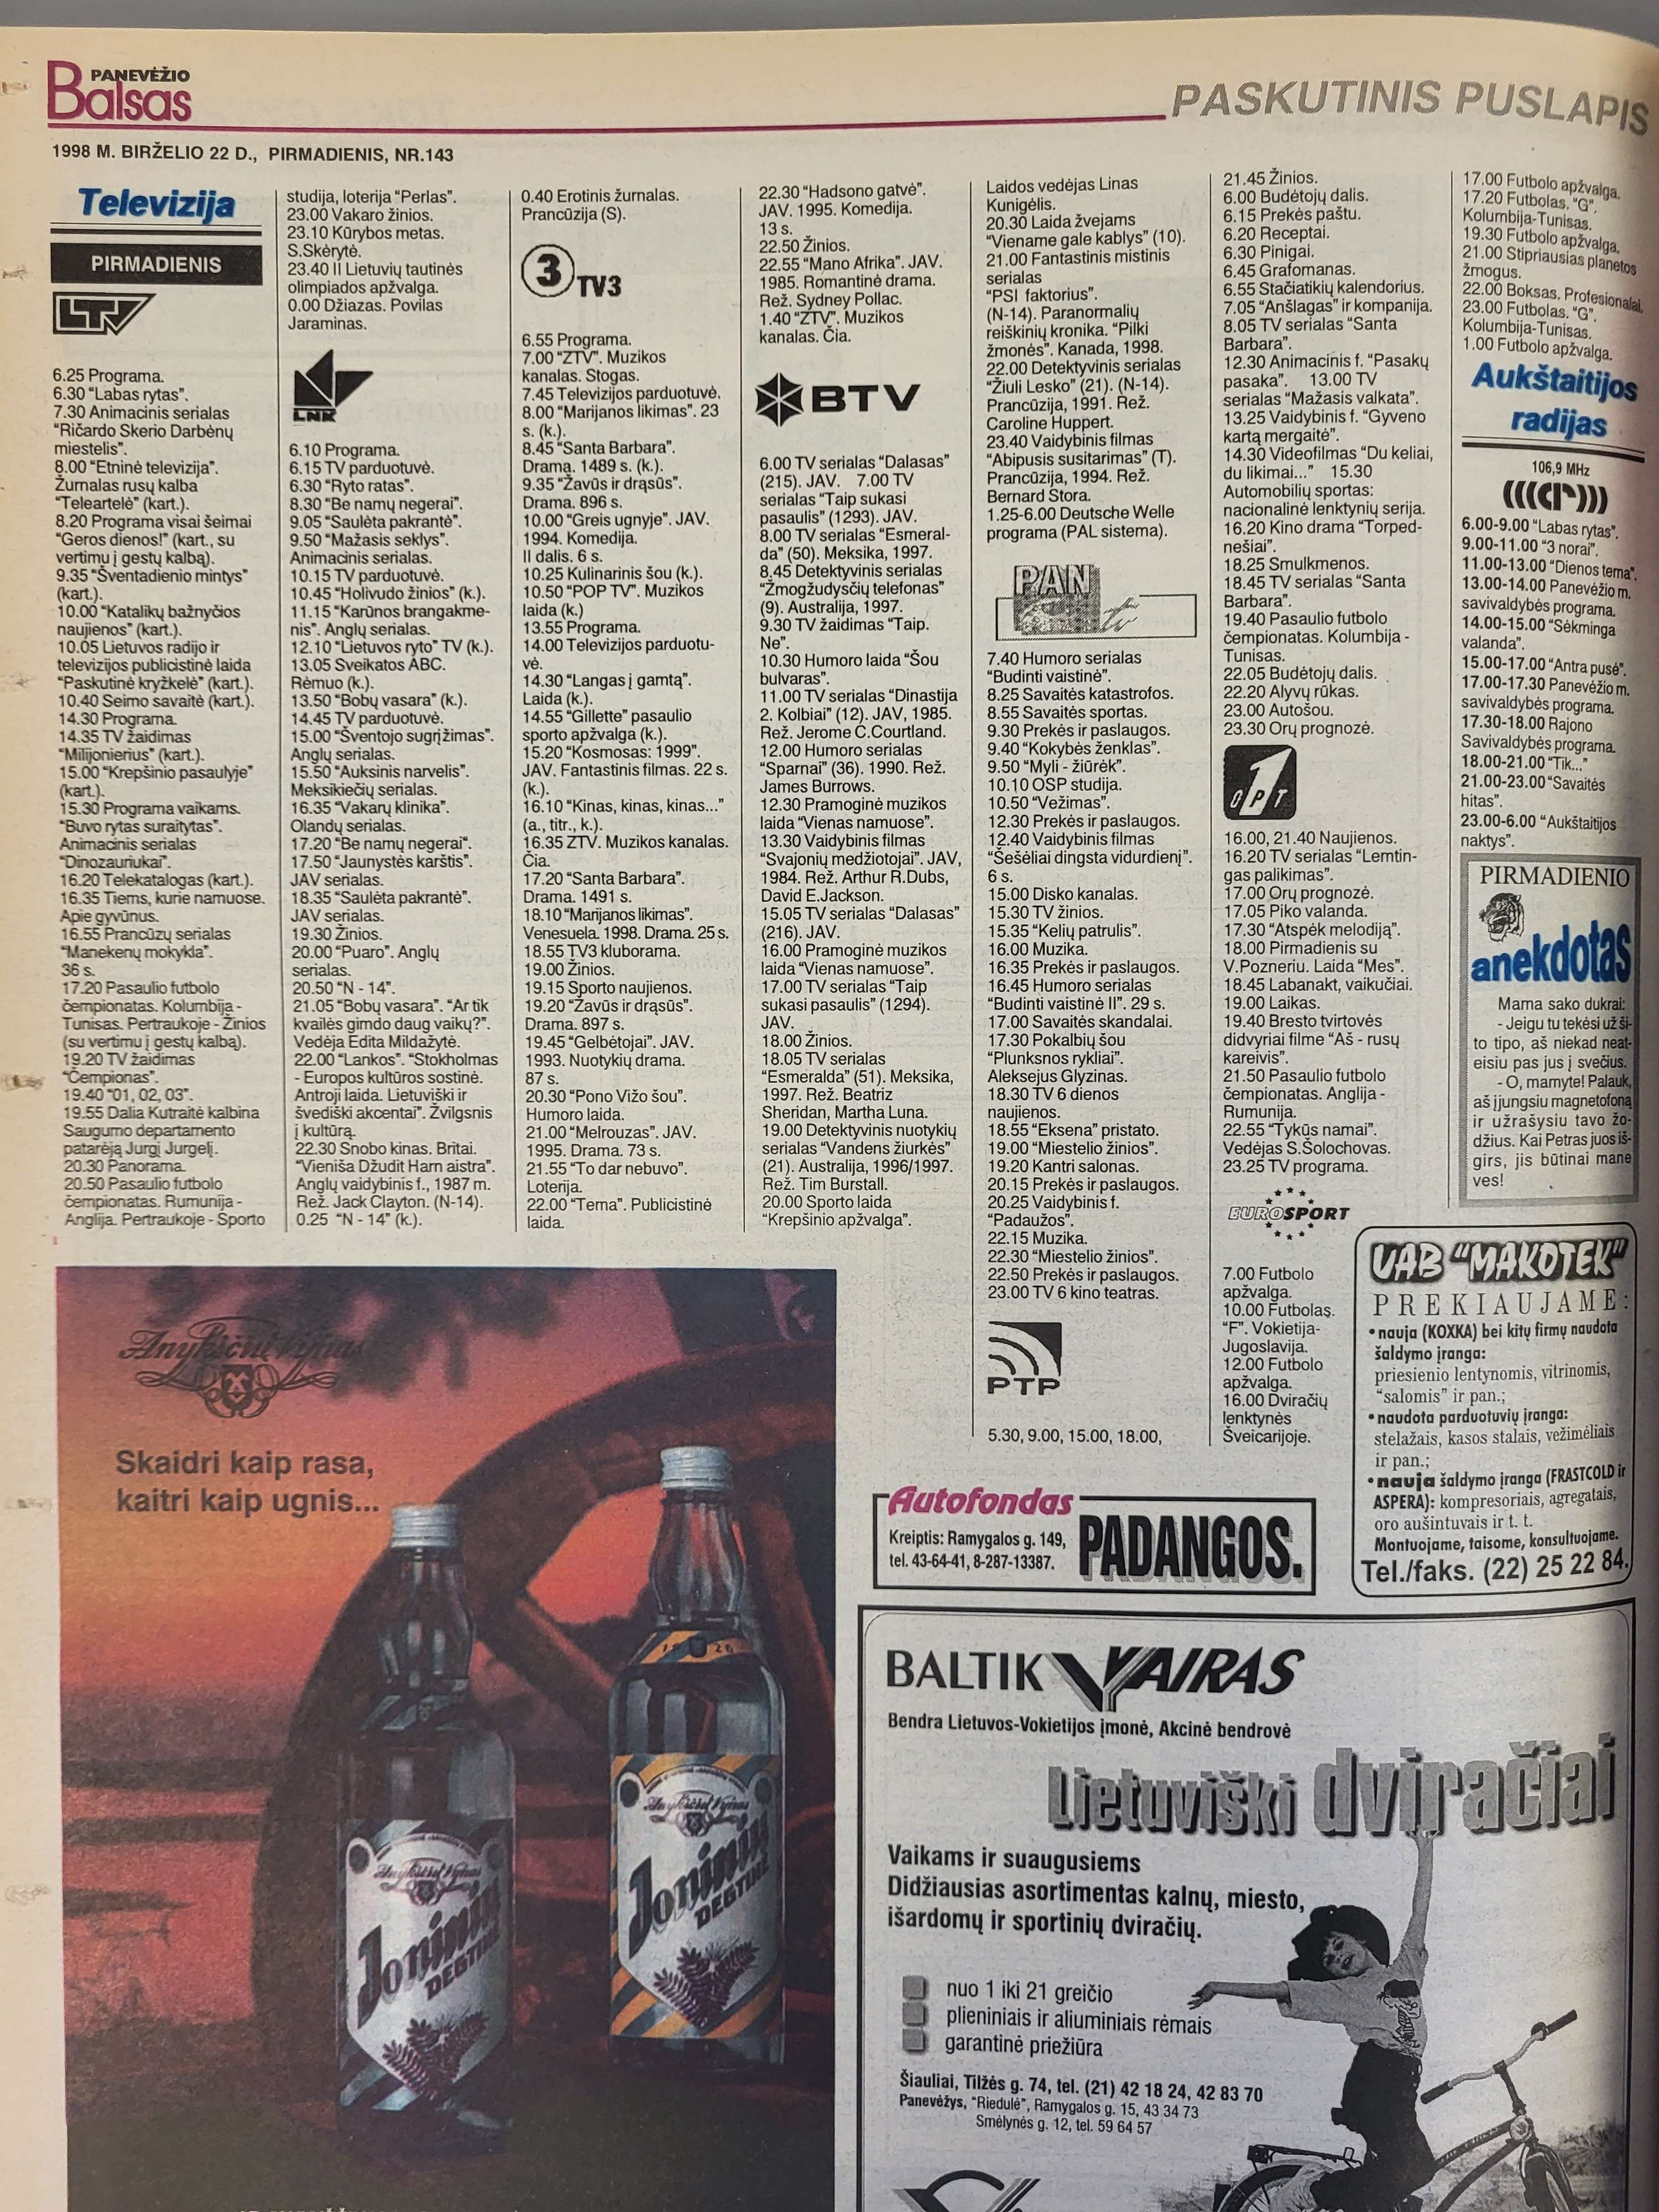 PANEVĖŽIO
Balsas
PASKUTINIS PUSLAPIS
1998 M. BIRŽELIO 22 D., PIRMADIENIS, NR.143
Televizija
PIRMADIENIS
LTV
6.25 Programa.
6.30 “Labas rytas”.
7.30 Animacinis serialas
“Ričardo Skerio Darbėnų
miestelis”.
8.00 “Etninė televizija”.
Žurnalas rusų kalba
“Teleartelė” (kart.).
8.20 Programa visai šeimai
“Geros dienos!” (kart., su
vertimu į gestų kalbą).
9.35 “Šventadienio mintys”
(kart.).
10.00 “Katalikų bažnyčios
naujienos” (kart.).
10.05 Lietuvos radijo ir
televizijos publicistinė laida
“Paskutinė kryžkelė” (kart.).
10.40 Seimo savaitė (kart.).
14.30 Programa.
14.35 TV žaidimas
“Milijonierius” (kart.).
15.00 “Krepšinio pasaulyje”
(kart.).
15.30 Programa vaikams.
“Buvo rytas suraitytas”.
Animacinis serialas
“Dinozauriukai”.
16.20 Telekatalogas (kart.).
16.35 Tiems, kurie namuose.
Apie gyvūnus.
16.55 Prancūzų serialas
“Manekenų mokykla”.
36 s.
17.20 Pasaulio futbolo
čempionatas. Kolumbija -
Tunisas. Pertraukoje - Žinios
(su vertimu į gestų kalbą).
19.20 TV žaidimas
“Čempionas”.
19.40 “01, 02, 03”.
19.55 Dalia Kutraitė kalbina
Saugumo departamento
patarėją Jurgį Jurgelį.
20.30 Panorama.
20.50 Pasaulio futbolo
čempionatas. Rumunija -
Anglija. Pertraukoje - Sporto
studija, loterija “Perlas”.
23.00 Vakaro žinios.
23.10 Kūrybos metas.
S.Skėrytė.
23.40 II Lietuvių tautinės
olimpiados apžvalga.
0.00 Džiazas. Povilas
Jaraminas.
LNK
6.10 Programa.
6.15 TV parduotuvė.
6.30 “Ryto ratas”.
8.30 “Be namų negerai”.
9.05 “Saulėta pakrantė”.
9.50 “Mažasis seklys”.
Animacinis serialas.
10.15 TV parduotuvė.
10.45 “Holivudo žinios” (k.).
11.15 “Karūnos brangakme-
nis”. Anglų serialas.
12.10 “Lietuvos ryto” TV (k.).
13.05 Sveikatos ABC.
Rėmuo (k.).
13.50 “Bobų vasara” (k.).
14.45 TV parduotuvė.
15.00 “Šventojo sugrįžimas”.
Anglų serialas.
15.50 “Auksinis narvelis”.
Meksikiečių serialas.
16.35 “Vakarų klinika”.
Olandų serialas.
17.20 “Be namų negerai“.
17.50 “Jaunystės karštis”.
JAV serialas.
18.35 “Saulėta pakrantė”.
JAV serialas.
19.30 Žinios.
20.00 “Puaro”. Anglų
serialas.
20.50 “N - 14”.
21.05 “Bobų vasara”. “Ar tik
kvailės gimdo daug vaikų?”.
Vedėja Edita Mildažytė.
22.00 “Lankos”. “Stokholmas
- Europos kultūros sostinė.
Antroji laida. Lietuviški ir
švediški akcentai”. Žvilgsnis
į kultūrą.
22.30 Snobo kinas. Britai.
“Vieniša Džudit Harn aistra”.
Anglų vaidybinis f., 1987 m.
Rež. Jack Clayton. (N-14).
0.25 “N - 14” (k.).
0.40 Erotinis žurnalas.
Prancūzija (S).
3 TV3
6.55 Programa.
7.00 “ZTV”. Muzikos
kanalas. Stogas.
7.45 Televizijos parduotuvė.
8.00 “Marijanos likimas”. 23
s. (k.).
8.45 “Santa Barbara”.
Drama. 1489 s. (k.).
9.35 “Žavūs ir drąsūs”.
Drama. 896 s.
10.00 “Greis ugnyje”. JAV.
1994. Komedija.
II dalis. 6 s.
10.25 Kulinarinis šou (k.).
10.50 “POP TV”. Muzikos
laida (k.)
13.55 Programa.
14.00 Televizijos parduotu-
vė.
14.30 “Langas į gamtą”.
Laida (k.).
14.55 “Gillette” pasaulio
sporto apžvalga (k.).
15.20 “Kosmosas: 1999”.
JAV. Fantastinis filmas. 22 s.
(k.).
16.10 “Kinas, kinas, kinas...”
(a., titr., k.).
16.35 ZTV. Muzikos kanalas.
Čia.
17.20 “Santa Barbara”.
Drama. 1491 s.
18.10 “Marijanos likimas”.
Venesuela. 1998. Drama. 25 s.
18.55 TV3 kluborama.
19.00 Žinios.
19.15 Sporto naujienos.
19.20 “Žavūs ir drąsūs”.
Drama. 897 s.
19.45 “Gelbėtojai”. JAV.
1993. Nuotykių drama.
87 s.
20.30 “Pono Vižo šou”.
Humoro laida.
21.00 “Melrouzas”. JAV.
1995. Drama. 73 s.
21.55 “To dar nebuvo”.
Loterija.
22.00 “Tema”. Publicistinė
laida.
22.30 “Hadsono gatvė”.
JAV. 1995. Komedija.
13 s.
22.50 Žinios.
22.55 “Mano Afrika”. JAV.
1985. Romantinė drama.
Rež. Sydney Pollac.
1.40 “ZTV”. Muzikos
kanalas. Čia.
BTV
6.00 TV serialas “Dalasas”
(215). JAV. 7.00 TV
serialas “Taip sukasi
pasaulis” (1293). JAV.
8.00 TV serialas “Esmeral-
da” (50). Meksika, 1997.
8.45 Detektyvinis serialas
“Žmogžudysčių telefonas”
(9). Australija, 1997.
9.30 TV žaidimas “Taip.
Ne”.
10.30 Humoro laida “Šou
bulvaras”.
11.00 TV serialas “Dinastija
2. Kolbiai” (12). JAV, 1985.
Rež. Jerome C.Courtland.
12.00 Humoro serialas
“Sparnai” (36). 1990. Rež.
James Burrows.
12.30 Pramoginė muzikos
laida “Vienas namuose”.
13.30 Vaidybinis filmas
“Svajonių medžiotojai”. JAV,
1984. Rež. Arthur R.Dubs,
David E.Jackson.
15.05 TV serialas “Dalasas”
(216). JAV.
16.00 Pramoginė muzikos
laida “Vienas namuose”.
17.00 TV serialas “Taip
sukasi pasaulis” (1294).
JAV.
18.00 Žinios.
18.05 TV serialas
“Esmeralda” (51). Meksika,
1997. Rež. Beatriz
Sheridan, Martha Luna.
19.00 Detektyvinis nuotykių
serialas “Vandens žiurkės”
(21). Australija, 1996/1997.
Rež. Tim Burstall.
20.00 Sporto laida
“Krepšinio apžvalga”.
Laidos vedėjas Linas
Kunigėlis.
20.30 Laida žvejams
“Viename gale kablys” (10).
21.00 Fantastinis mistinis
serialas
“PSI faktorius”.
(N-14). Paranormalių
reiškinių kronika. “Pilki
žmonės”. Kanada, 1998.
22.00 Detektyvinis serialas
“Žiuli Lesko” (21). (N-14).
Prancūzija, 1991. Rež.
Caroline Huppert.
23.40 Vaidybinis filmas
“Abipusis susitarimas” (T).
Prancūzija, 1994. Rež.
Bernard Stora.
1.25-6.00 Deutsche Welle
programa (PAL sistema).
PAN tv
7.40 Humoro serialas
“Budinti vaistinė”.
8.25 Savaitės katastrofos.
8.55 Savaitės sportas.
9.30 Prekės ir paslaugos.
9.40 “Kokybės ženklas”.
9.50 “Myli - žiūrėk”.
10.10 OSP studija.
10.50 “Vežimas”.
12.30 Prekės ir paslaugos.
12.40 Vaidybinis filmas
“Šešėliai dingsta vidurdienį”.
6 s.
15.00 Disko kanalas.
15.30 TV žinios.
15.35 “Kelių patrulis”.
16.00 Muzika.
16.35 Prekės ir paslaugos.
16.45 Humoro serialas
“Budinti vaistinė II”. 29 s.
17.00 Savaitės skandalai.
17.30 Pokalbių šou
“Plunksnos rykliai”.
Aleksejus Glyzinas.
18.30 TV 6 dienos
naujienos.
18.55 “Eksena” pristato.
19.00 “Miestelio žinios”.
19.20 Kantri salonas.
20.15 Prekės ir paslaugos.
20.25 Vaidybinis f.
“Padaužos”.
22.15 Muzika.
22.30 “Miestelio žinios”.
22.50 Prekės ir paslaugos.
23.00 TV 6 kino teatras.
PTP
5.30, 9.00, 15.00, 18.00,
21.45 Žinios.
6.00 Budėtojų dalis.
6.15 Prekės paštu.
6.20 Receptai.
6.30 Pinigai.
6.45 Grafomanas.
6.55 Stačiatikių kalendorius.
7.05 “Anšlagas” ir kompanija.
8.05 TV serialas “Santa
Barbara”.
12.30 Animacinis f. “Pasakų
pasaka”. 13.00 TV
serialas “Mažasis valkata”.
13.25 Vaidybinis f. “Gyveno
kartą mergaitė”.
14.30 Videofilmas “Du keliai,
du likimai...” 15.30
Automobilių sportas:
nacionalinė lenktynių serija.
16.20 Kino drama “Torped-
nešiai”.
18.25 Smulkmenos.
18.45 TV serialas “Santa
Barbara”.
19.40 Pasaulio futbolo
čempionatas. Kolumbija -
Tunisas.
22.05 Budėtojų dalis.
22.20 Alyvų rūkas.
23.00 Autošou.
23.30 Orų prognozė.
1 OPT
16.00, 21.40 Naujienos.
16.20 TV serialas “Lemtin-
gas palikimas”.
17.00 Orų prognozė.
17.05 Piko valanda.
17.30 “Atspėk melodiją”.
18.00 Pirmadienis su
V.Pozneriu. Laida “Mes”.
18.45 Labanakt, vaikučiai.
19.00 Laikas.
19.40 Bresto tvirtovės
didvyriai filme “Aš - rusų
kareivis”.
21.50 Pasaulio futbolo
čempionatas. Anglija -
Rumunija.
22.55 “Tykūs namai”.
Vedėjas S.Šolochovas.
23.25 TV programa.
EUROSPORT
7.00 Futbolo
apžvalga.
10.00 Futbolas.
“F”. Vokietija-
Jugoslavija.
12.00 Futbolo
apžvalga.
16.00 Dviračių
lenktynės
Šveicarijoje.
17.00 Futbolo apžvalga.
17.20 Futbolas. “G”.
Kolumbija-Tunisas.
19.30 Futbolo apžvalga.
21.00 Stipriausias planetos
žmogus.
22.00 Boksas. Profesionalai.
23.00 Futbolas. “G”.
Kolumbija-Tunisas.
1.00 Futbolo apžvalga.
Aukštaitijos
radijas
106,9 MHz
6.00-9.00 “Labas rytas”.
9.00-11.00 “3 norai”.
11.00-13.00 “Dienos tema”.
13.00-14.00 Panevėžio m.
savivaldybės programa.
14.00-15.00 “Sėkminga
valanda”.
15.00-17.00 “Antra pusė”.
17.00-17.30 Panevėžio m.
savivaldybės programa.
17.30-18.00 Rajono
Savivaldybės programa.
18.00-21.00 “Tik...”
21.00-23.00 “Savaitės
hitas”.
23.00-6.00 “Aukštaitijos
naktys”.
PIRMADIENIO
anekdotas
Mama sako dukrai:
- Jeigu tu tekėsi už ši-
to tipo, aš niekad neat-
eisiu pas jus į svečius.
- O, mamyte! Palauk,
aš įjungsiu magnetofoną
ir užrašysiu tavo žo-
džius. Kai Petras juos iš-
girs, jis būtinai mane
ves!
UAB “MAKOTEK”
PREKIAUJAME:
•nauja (KOXKA) bei kitų firmų naudota
šaldymo įranga:
priesienio lentynomis, vitrinomis,
“salomis” ir pan.;
•naudota parduotuvių įranga:
stelažais, kasos stalais, vežimėliais
ir pan.;
•nauja šaldymo įranga (FRASTCOLD ir
ASPERA): kompresoriais, agregatais,
oro aušintuvais ir t. t.
Montuojame, taisome, konsultuojame.
Tel./faks. (22) 25 22 84.
Anykščių Vynas
Skaidri kaip rasa,
kaitri kaip ugnis...
Anykščių Vynas
Joninių
DEGTINĖ
1926
Anykščių Vynas
Joninių
DEGTINĖ
Autofondas
Kreiptis: Ramygalos g. 149,
tel. 43-64-41, 8-287-13387.
PADANGOS.
BALTIK VAIRAS
Bendra Lietuvos-Vokietijos įmonė, Akcinė bendrovė
Lietuviški dviračiai
Vaikams ir suaugusiems
Didžiausias asortimentas kalnų, miesto,
išardomų ir sportinių dviračių.
nuo 1 iki 21 greičio
plieniniais ir aliuminiais rėmais
garantinė priežiūra
Šiauliai, Tilžės g. 74, tel. (21) 42 18 24, 42 83 70
Panevėžys, “Riedulė”, Ramygalos g. 15, 43 34 73
Smėlynės g. 12, tel. 59 64 57